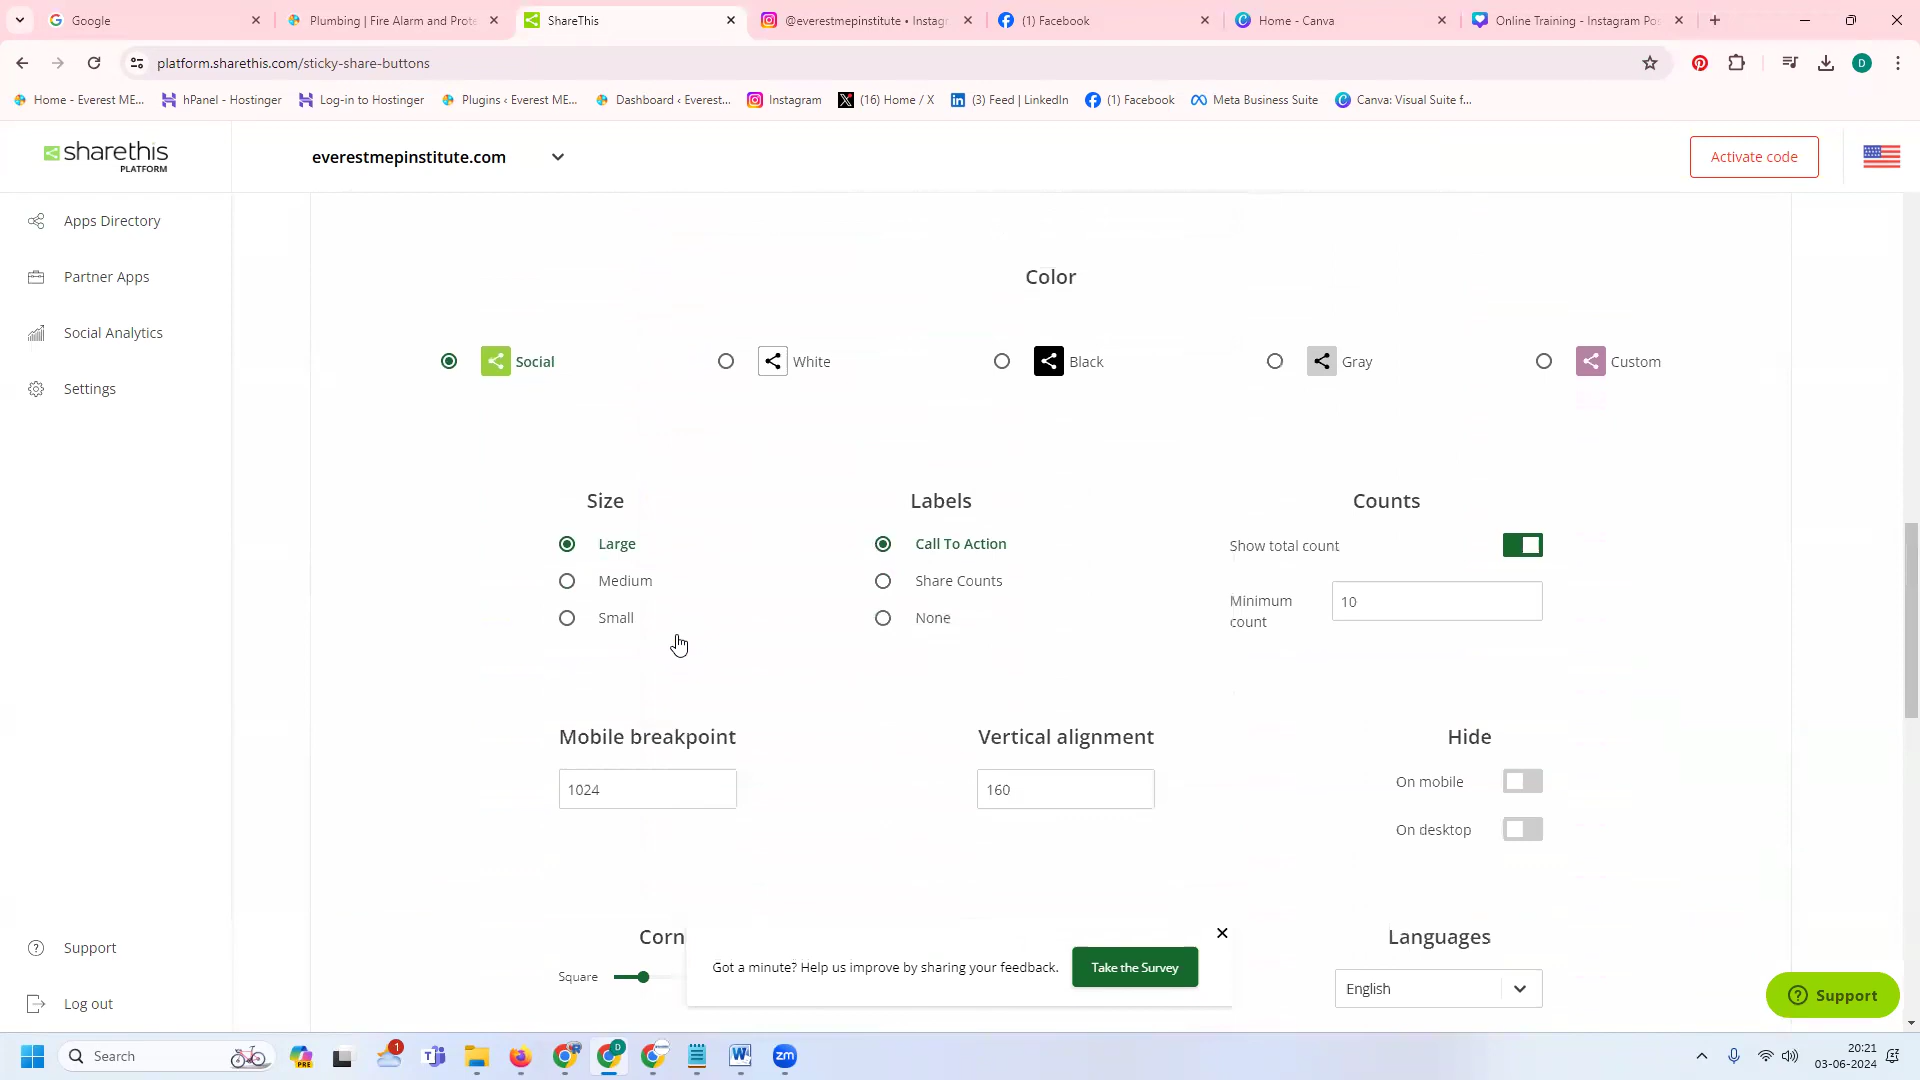 Google
Plumbing | Fire Alarm and Prote
ShareThis
@everestmepinstitute • Instagr
(1) Facebook
Home - Canva
Online Training - Instagram Po
platform.sharethis.com/sticky-share-buttons
D
Home - Everest ME...
hPanel - Hostinger
Log-in to Hostinger
Plugins ‹ Everest ME...
Dashboard ‹ Everest...
Instagram
(16) Home / X
(3) Feed | LinkedIn
(1) Facebook
Meta Business Suite
Canva: Visual Suite f...
sharethis
PLATFORM
everestmepinstitute.com
Activate code
Apps Directory
Partner Apps
Social Analytics
Settings
Color
Social
White
Black
Gray
Custom
Size
Labels
Counts
Large
Call To Action
Show total count
Medium
Share Counts
Minimum count
10
Small
None
Mobile breakpoint
Vertical alignment
Hide
1024
160
On mobile
On desktop
Corn
Square
Languages
English
Got a minute? Help us improve by sharing your feedback.
Take the Survey
Support
Log out
Support
Search
PRE
1
D
zm
20:21
03-06-2024